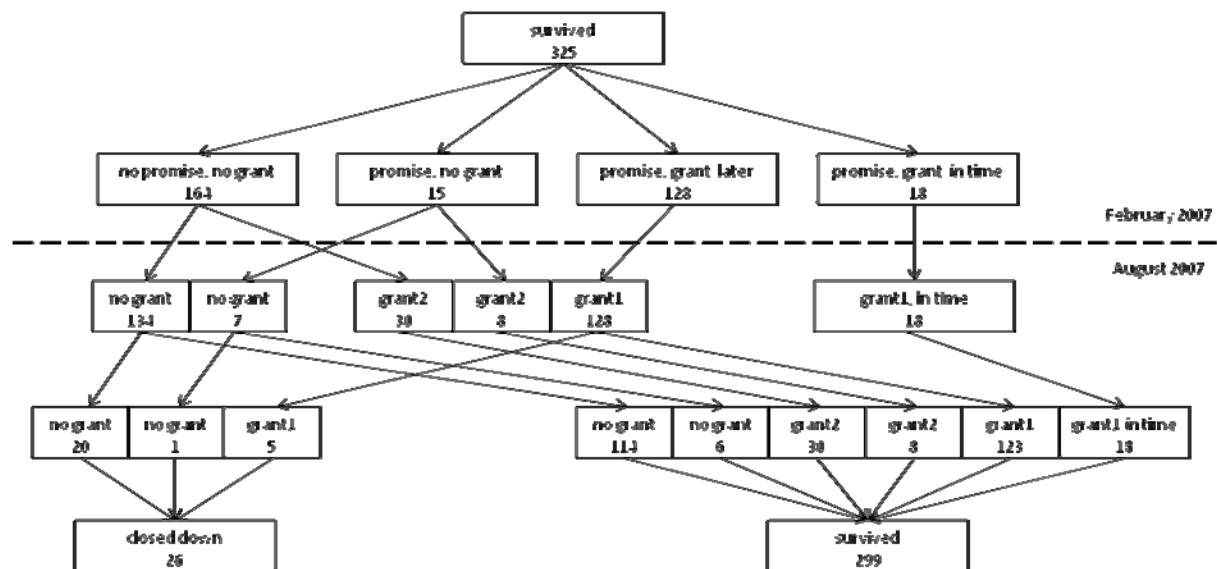 survived
325
no promise. no grant
164
promise. no grant
15
promise. grant later
128
promise. grant in time
18
February 2007
August 2007
no grant
134
no grant
7
grant2
30
grant2
8
grant1
128
grant1, in time
18
no grant
20
no grant
1
grant1
5
no grant
114
no grant
6
grant2
30
grant2
8
grant1
123
grant1 in time
18
closed down
26
survived
299